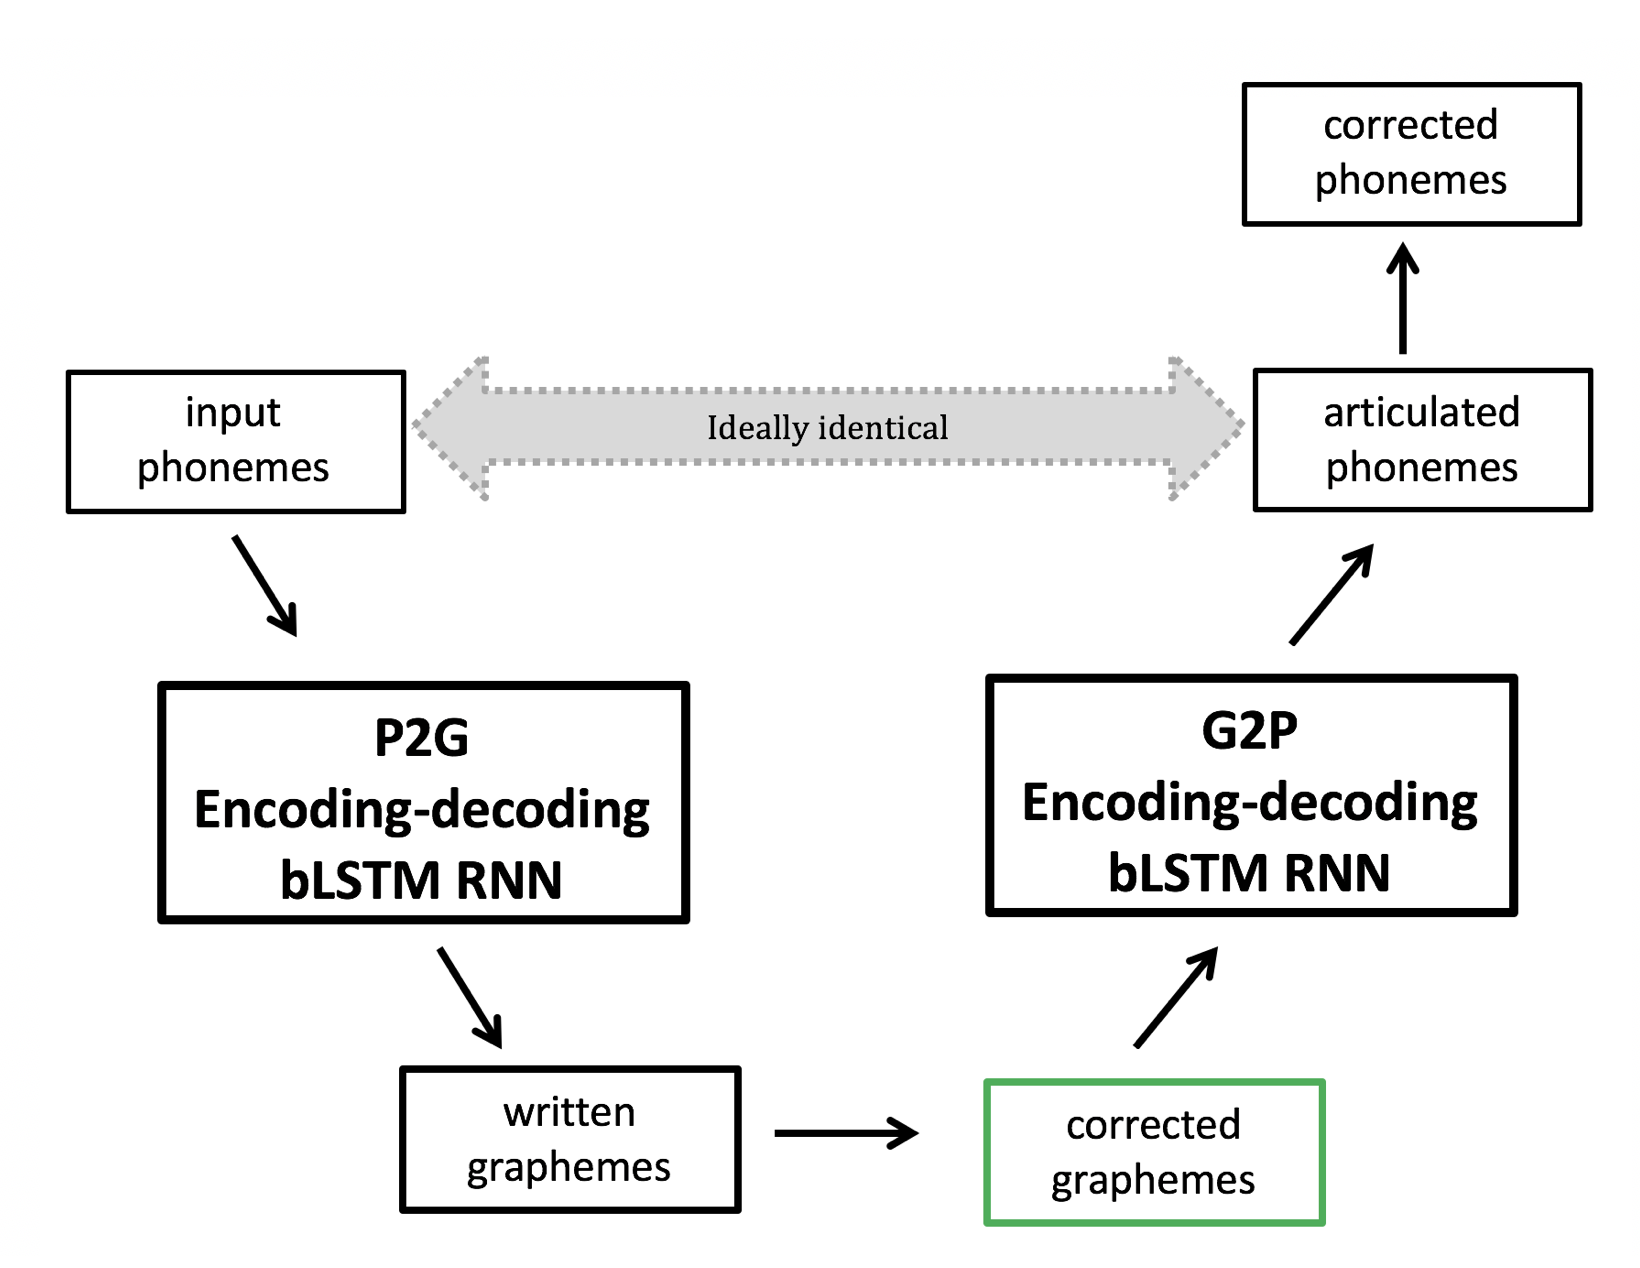 corrected
phonemes
input
phonemes
Ideally identical
articulated
phonemes
P2G
Encoding-decoding
bLSTM RNN
G2P
Encoding-decoding
bLSTM RNN
written
graphemes
corrected
graphemes